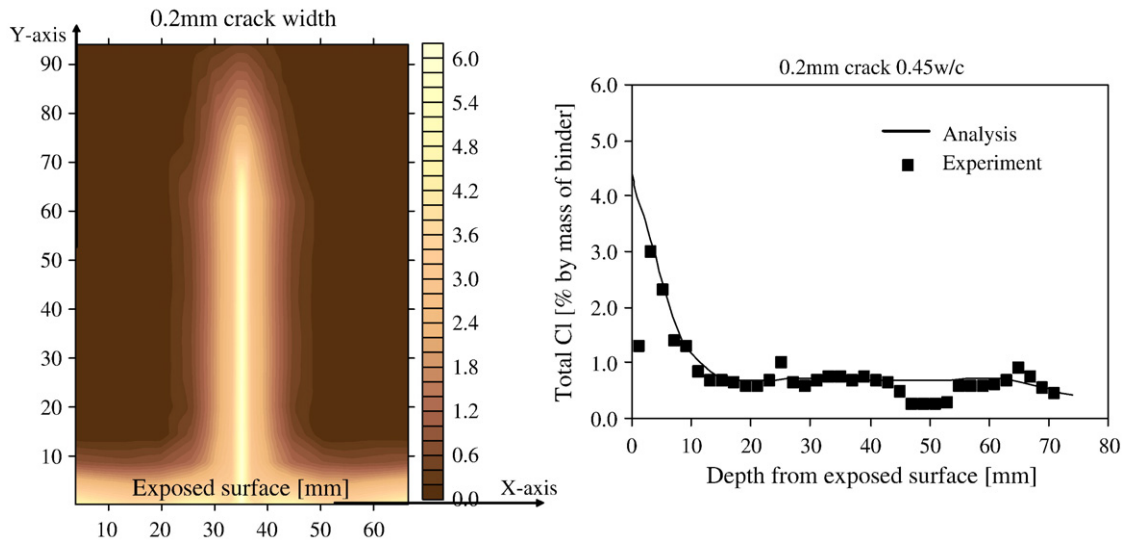 0.2mm crack width
Y-axis
90
80
70
60
50
40
30
20
10
6.0
5.4
4.8
4.2
3.6
3.0
2.4
1.8
1.2
0.6
0.0
Exposed surface [mm]
X-axis
10 20 30 40 50 60
0.2mm crack 0.45w/c
Total Cl [% by mass of binder]
6.0
5.0
4.0
3.0
2.0
1.0
0.0
Analysis
Experiment
0 10 20 30 40 50 60 70 80
Depth from exposed surface [mm]